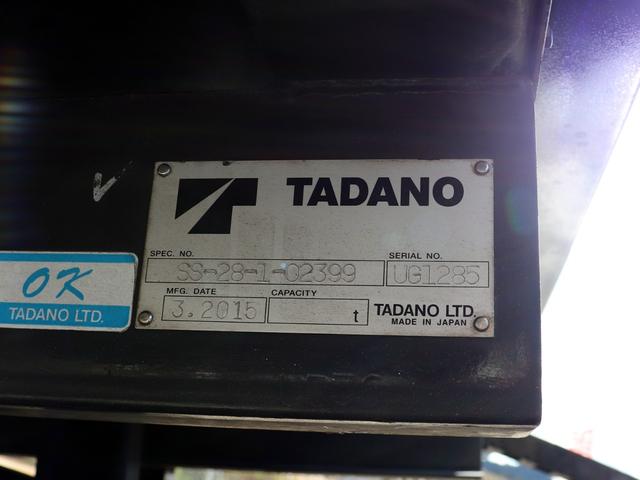 TADANO
SPEC. NO.
SERIAL NO.
SS-28-1-02399
UG1285
MFG. DATE
CAPACITY
3.2015
t
TADANO LTD.
MADE IN JAPAN
OK
TADANO LTD.